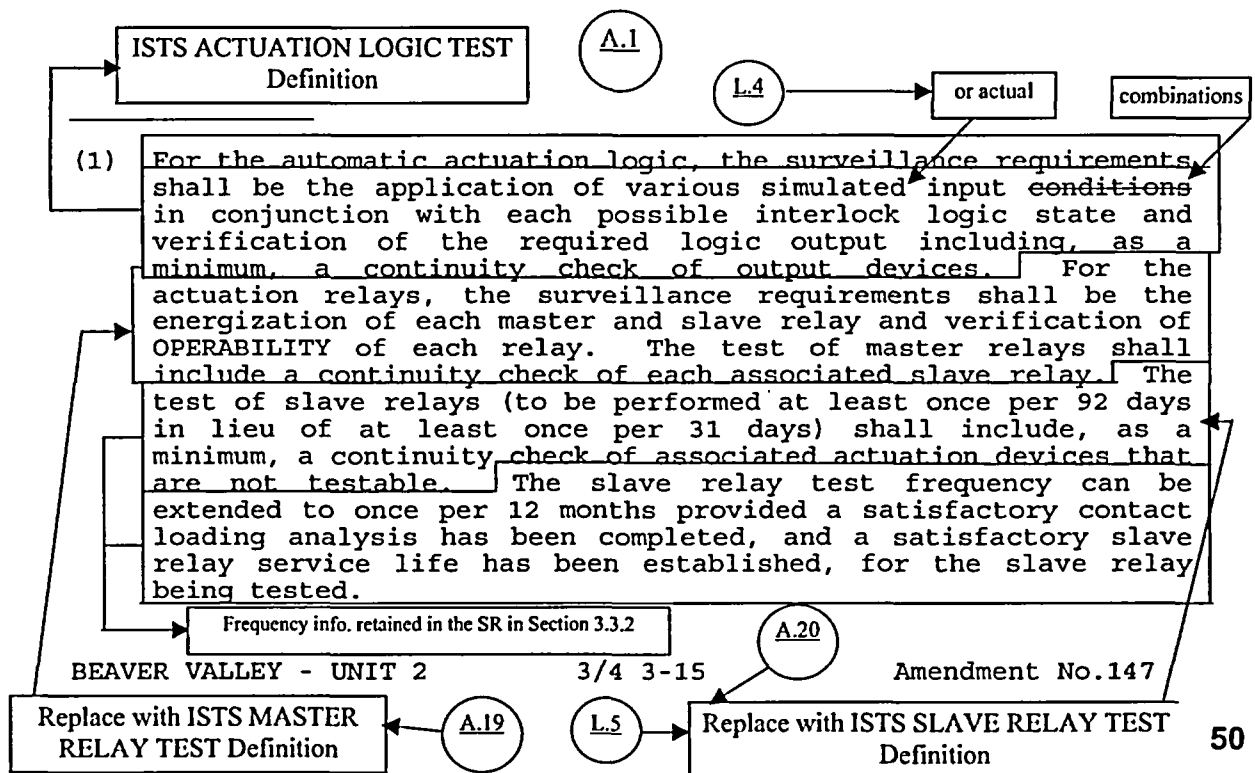 ISTS ACTUATION LOGIC TEST
Definition
A.1
L.4
or actual
combinations
(1) For the automatic actuation logic, the surveillance requirements
shall be the application of various simulated input conditions
in conjunction with each possible interlock logic state and
verification of the required logic output including, as a
minimum, a continuity check of output devices. For the
actuation relays, the surveillance requirements shall be the
energization of each master and slave relay and verification of
OPERABILITY of each relay. The test of master relays shall
include a continuity check of each associated slave relay. The
test of slave relays (to be performed at least once per 92 days
in lieu of at least once per 31 days) shall include, as a
minimum, a continuity check of associated actuation devices that
are not testable. The slave relay test frequency can be
extended to once per 12 months provided a satisfactory contact
loading analysis has been completed, and a satisfactory slave
relay service life has been established, for the slave relay
being tested.
Frequency info. retained in the SR in Section 3.3.2
A.20
BEAVER VALLEY - UNIT 2 3/4 3-15 Amendment No.147
Replace with ISTS MASTER
RELAY TEST Definition
A.19
L.5
Replace with ISTS SLAVE RELAY TEST
Definition
50